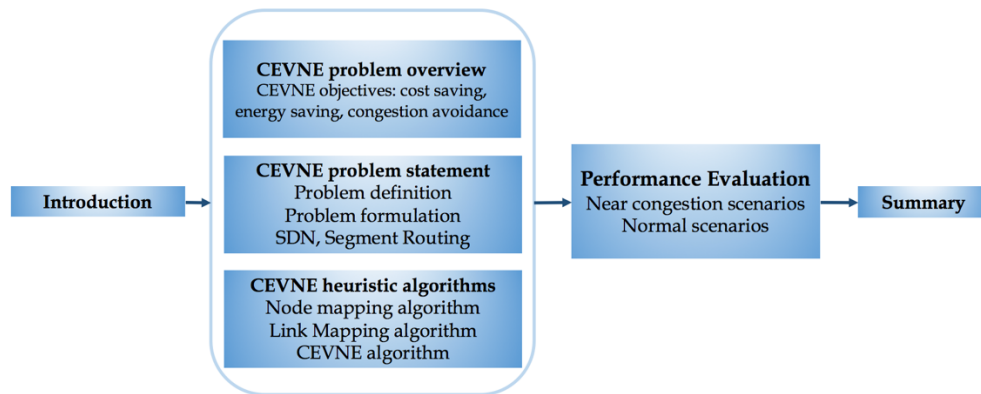 Introduction
CEVNE problem overview
CEVNE objectives: cost saving,
energy saving, congestion avoidance
CEVNE problem statement
Problem definition
Problem formulation
SDN, Segment Routing
CEVNE heuristic algorithms
Node mapping algorithm
Link Mapping algorithm
CEVNE algorithm
Performance Evaluation
Near congestion scenarios
Normal scenarios
Summary